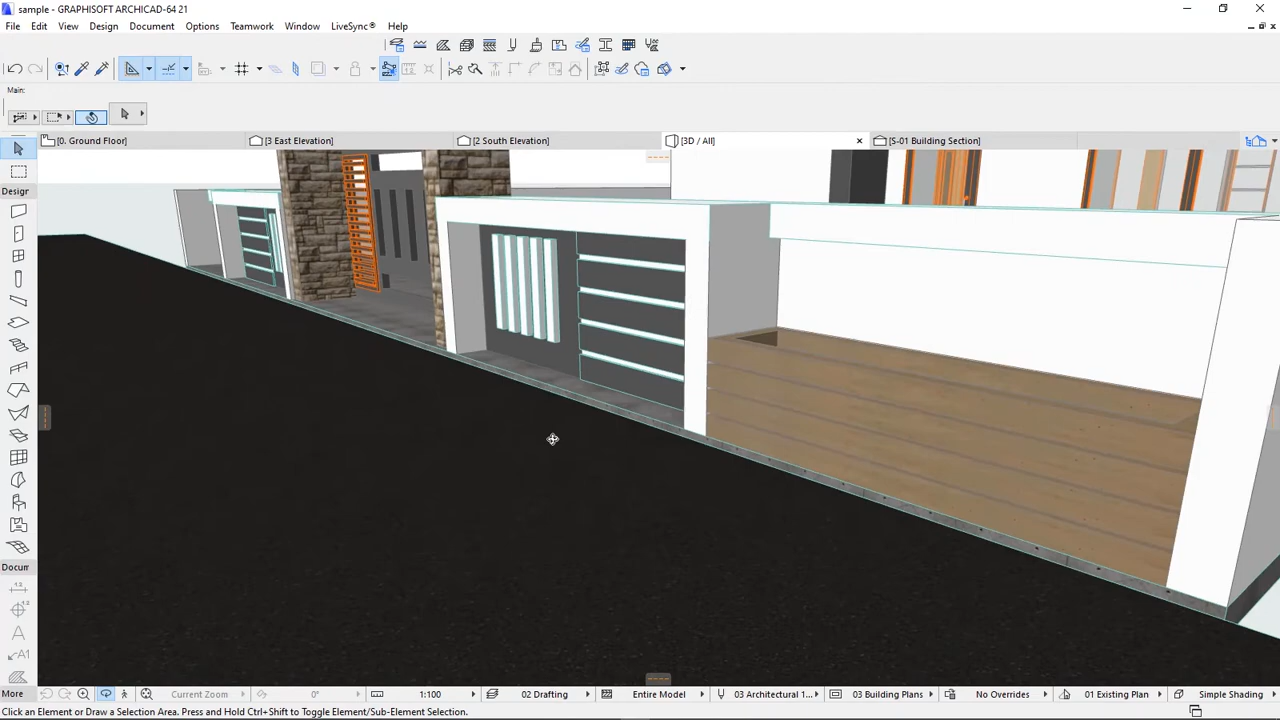 sample - GRAPHISOFT ARCHICAD-64 21
File Edit View Design Document Options Teamwork Window LiveSync® Help
Main:
[0. Ground Floor] [3 East Elevation] [2 South Elevation] [3D / All] [S-01 Building Section]
Design
Docum
1.2
A
A1
More Current Zoom 0° 1:100 02 Drafting Entire Model 03 Architectural 1... 03 Building Plans No Overrides 01 Existing Plan Simple Shading
Click an Element or Draw a Selection Area. Press and Hold Ctrl+Shift to Toggle Element/Sub-Element Selection.